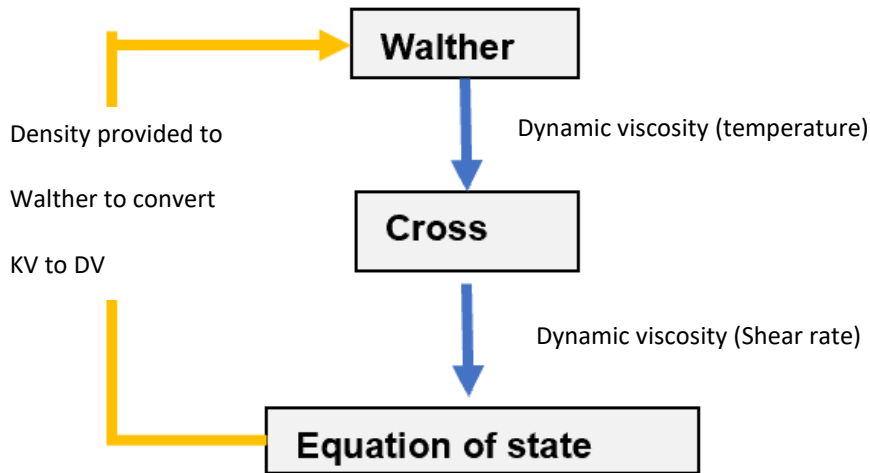 Walther
Dynamic viscosity (temperature)
Density provided to
Walther to convert
KV to DV
Cross
Dynamic viscosity (Shear rate)
Equation of state